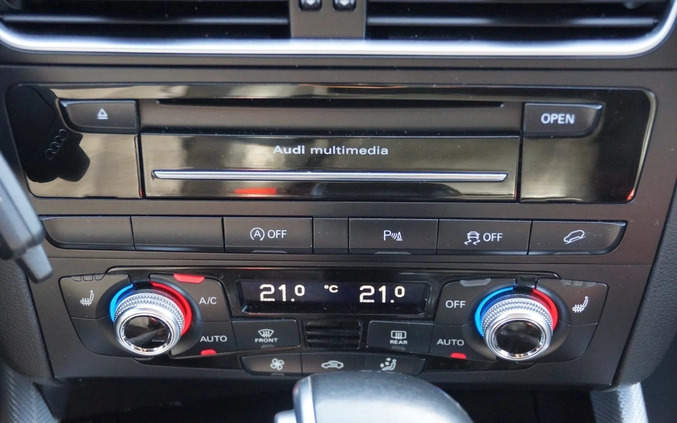 OPEN
Audi multimedia
A OFF
P
OFF
A/C
21.0 °C 21.0
OFF
AUTO
FRONT
REAR
AUTO